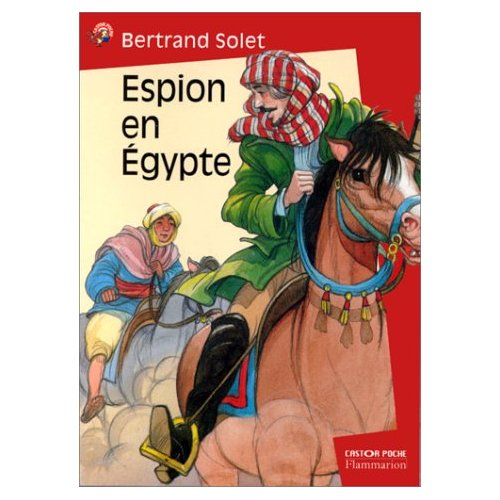 Bertrand Solet
Espion
en
Égypte
CASTOR POCHE
Flammarion